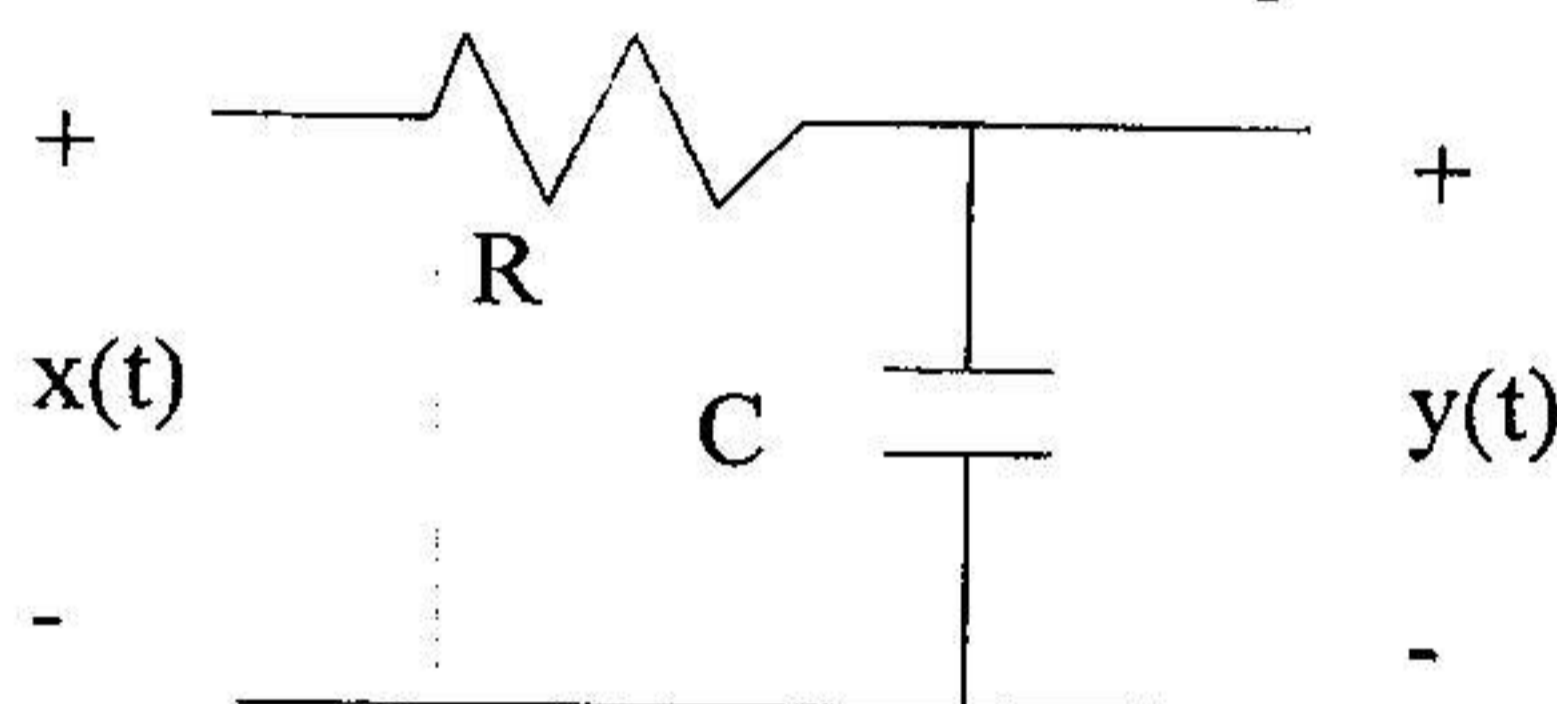 + +
R
x(t) C y(t)
- -